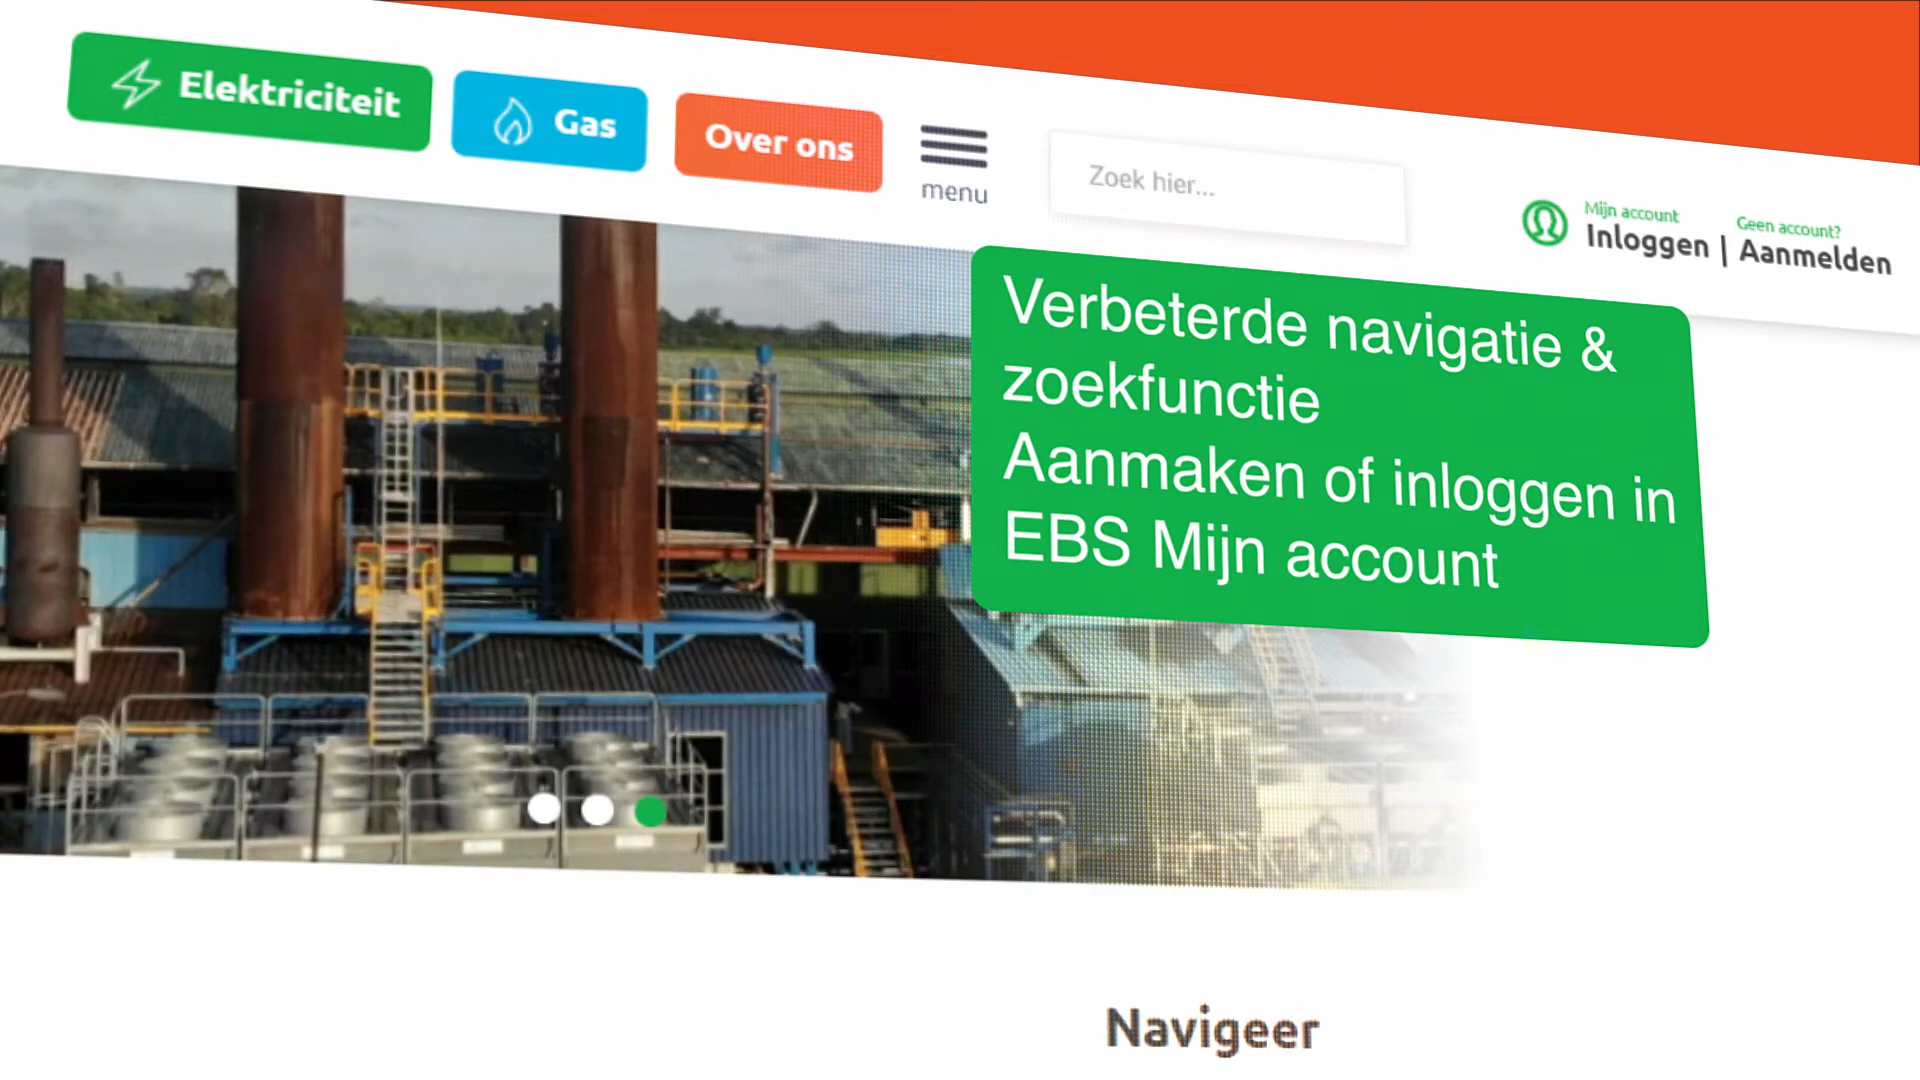 Elektriciteit
Gas
Over ons
menu
Zoek hier...
Mijn account
Geen account?
Inloggen | Aanmelden
Verbeterde navigatie &
zoekfunctie
Aanmaken of inloggen in
EBS Mijn account
Navigeer